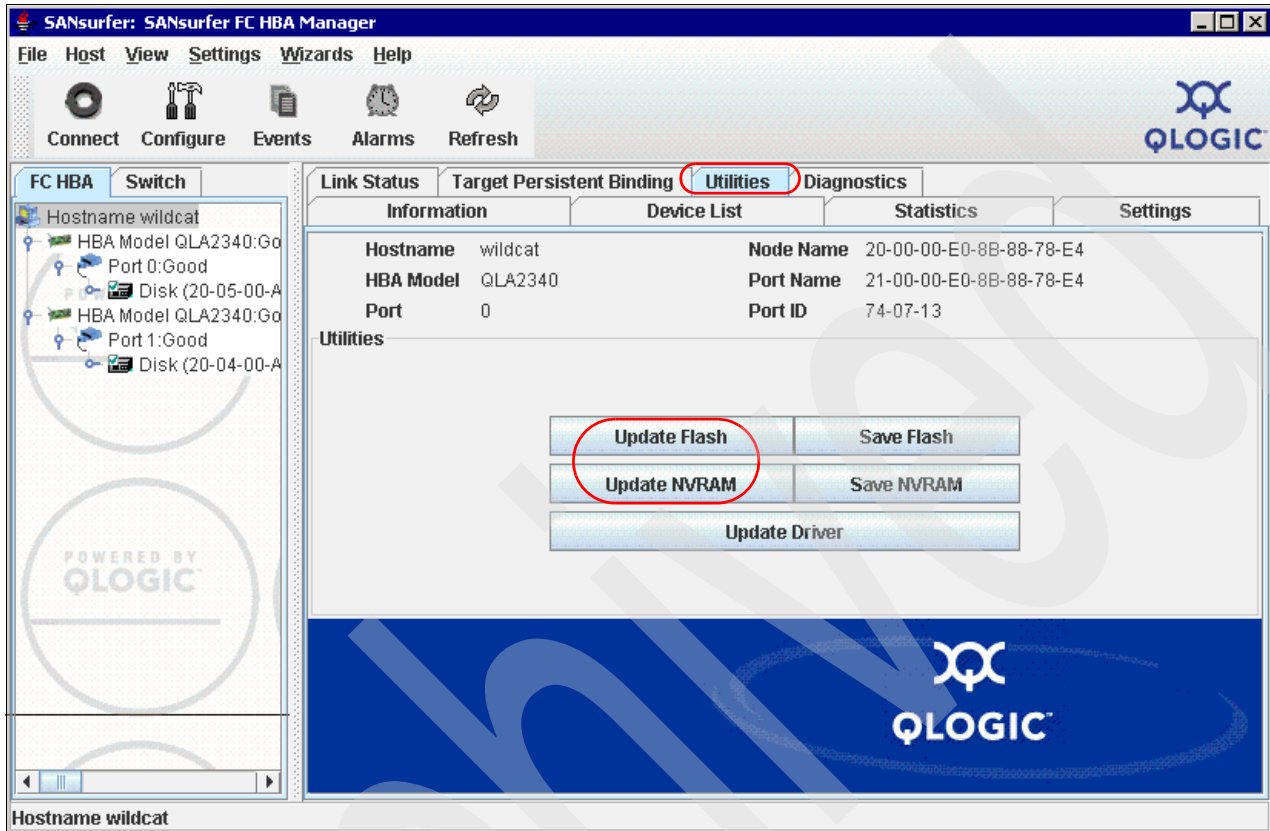 SANsurfer: SANsurfer FC HBA Manager
File Host View Settings Wizards Help
Connect Configure Events Alarms Refresh
QLOGIC
FC HBA Switch
Hostname wildcat
HBA Model QLA2340:Go
Port 0:Good
Disk (20-05-00-A
HBA Model QLA2340:Go
Port 1:Good
Disk (20-04-00-A
POWERED BY
QLOGIC
Link Status Target Persistent Binding Utilities Diagnostics
Information Device List Statistics Settings
Hostname wildcat Node Name 20-00-00-E0-8B-88-78-E4
HBA Model QLA2340 Port Name 21-00-00-E0-8B-88-78-E4
Port 0 Port ID 74-07-13
Utilities
Update Flash Save Flash
Update NVRAM Save NVRAM
Update Driver
QLOGIC
Hostname wildcat